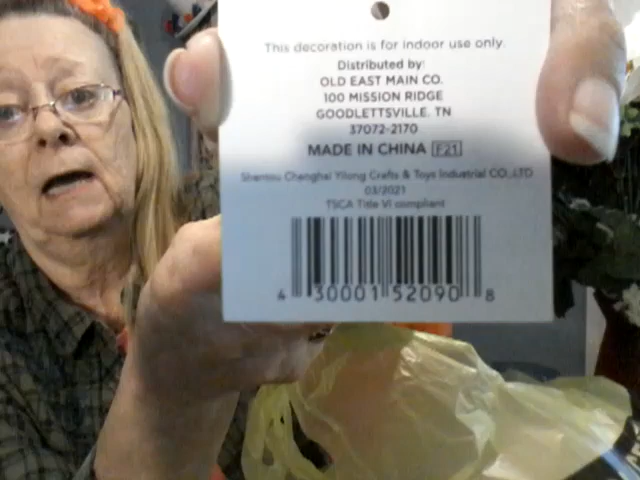 This decoration is for indoor use only.
Distributed by:
OLD EAST MAIN CO.
100 MISSION RIDGE
GOODLETTSVILLE, TN
37072-2170
MADE IN CHINA F21
Shantou Changhai Yilong Crafts & Toys Industrial CO.,LTD
03/2021
TSCA Title VI compliant
4 30001 52090 8